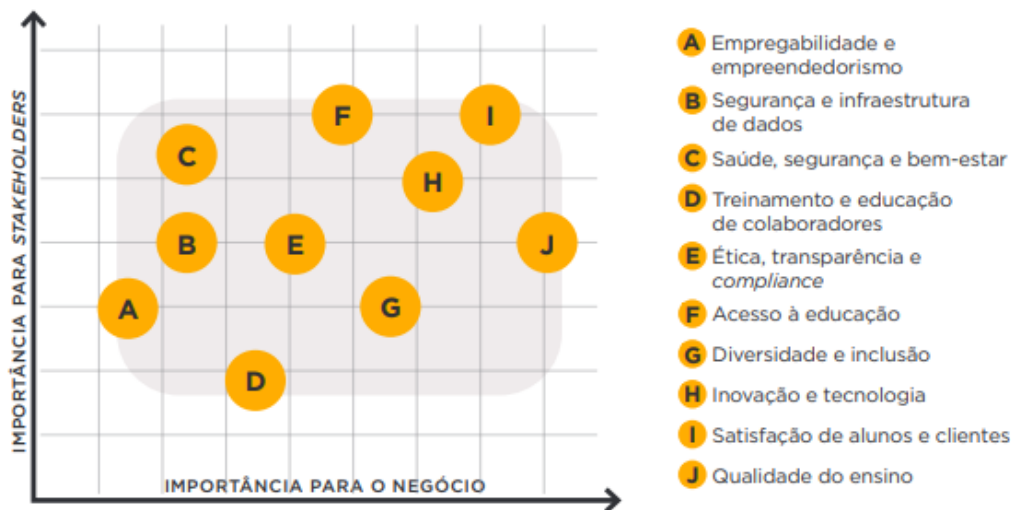 IMPORTÂNCIA PARA STAKEHOLDERS
F
I
C
H
B
E
J
A
G
D
IMPORTÂNCIA PARA O NEGÓCIO
A Empregabilidade e
empreendedorismo
B Segurança e infraestrutura
de dados
C Saúde, segurança e bem-estar
D Treinamento e educação
de colaboradores
E Ética, transparência e
compliance
F Acesso à educação
G Diversidade e inclusão
H Inovação e tecnologia
I Satisfação de alunos e clientes
J Qualidade do ensino